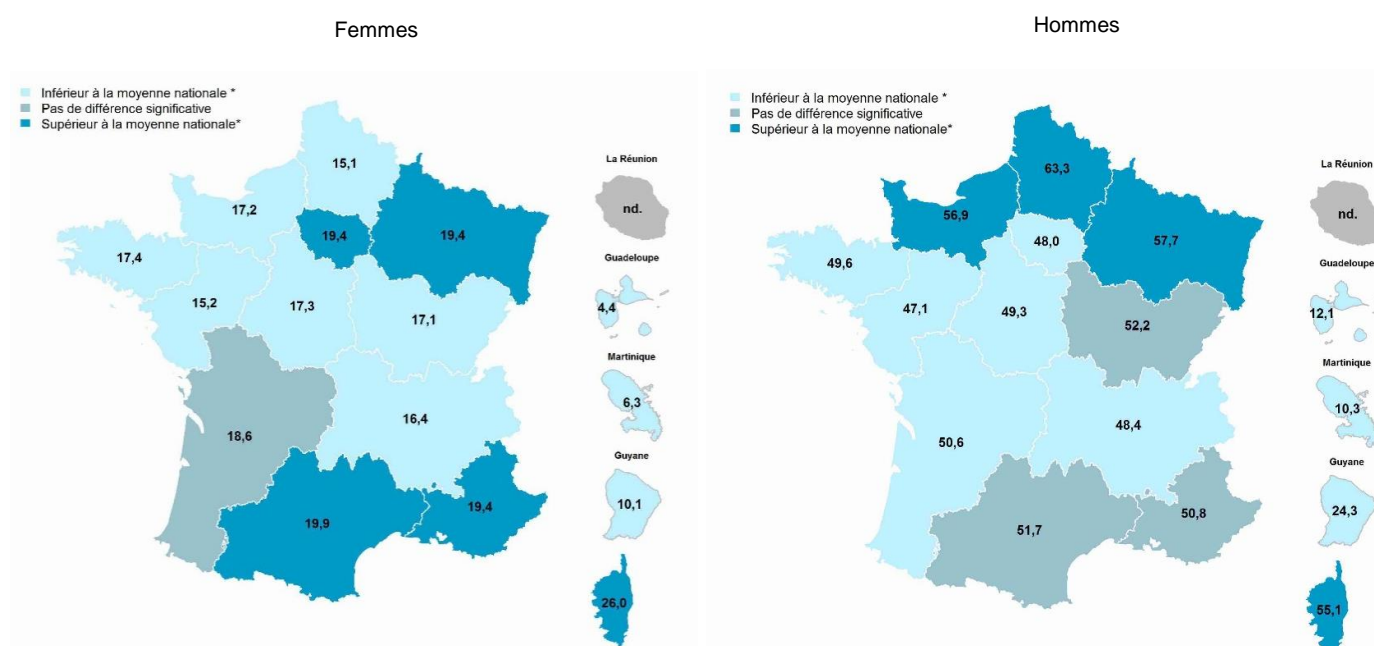 Femmes
Inférieur à la moyenne nationale *
Pas de différence significative
Supérieur à la moyenne nationale*
15,1
17,2
19,4
19,4
17,4
15,2
17,3
17,1
18,6
16,4
19,9
19,4
La Réunion
nd.
Guadeloupe
4,4
Martinique
6,3
Guyane
10,1
26,0
Hommes
Inférieur à la moyenne nationale *
Pas de différence significative
Supérieur à la moyenne nationale*
63,3
56,9
48,0
57,7
49,6
47,1
49,3
52,2
50,6
48,4
51,7
50,8
La Réunion
nd.
Guadeloupe
12,1
Martinique
10,3
Guyane
24,3
55,1